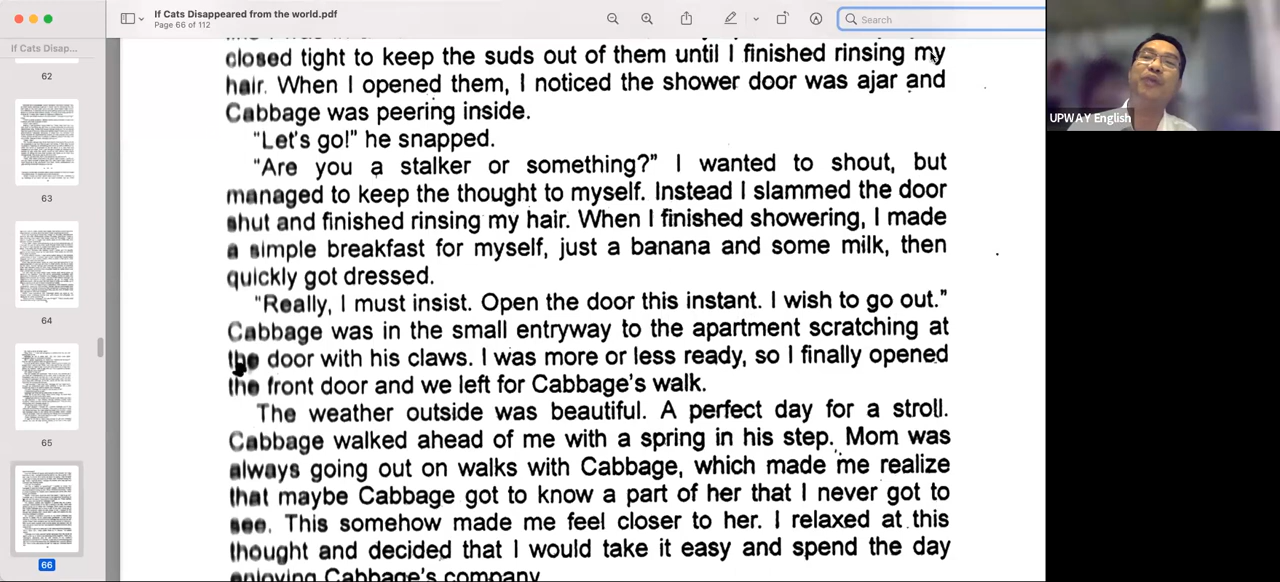 If Cats Disappeared from the world.pdf
Page 66 of 112
Search
If Cats Disap...
62
63
64
65
66
closed tight to keep the suds out of them until I finished rinsing my
hair. When I opened them, I noticed the shower door was ajar and
Cabbage was peering inside.
"Let's go!" he snapped.
"Are you a stalker or something?" I wanted to shout, but
managed to keep the thought to myself. Instead I slammed the door
shut and finished rinsing my hair. When I finished showering, I made
a simple breakfast for myself, just a banana and some milk, then
quickly got dressed.
"Really, I must insist. Open the door this instant. I wish to go out."
Cabbage was in the small entryway to the apartment scratching at
the door with his claws. I was more or less ready, so I finally opened
the front door and we left for Cabbage's walk.
The weather outside was beautiful. A perfect day for a stroll.
Cabbage walked ahead of me with a spring in his step. Mom was
always going out on walks with Cabbage, which made me realize
that maybe Cabbage got to know a part of her that I never got to
see. This somehow made me feel closer to her. I relaxed at this
thought and decided that I would take it easy and spend the day
enjoying Cabbage's company
UPWAY English